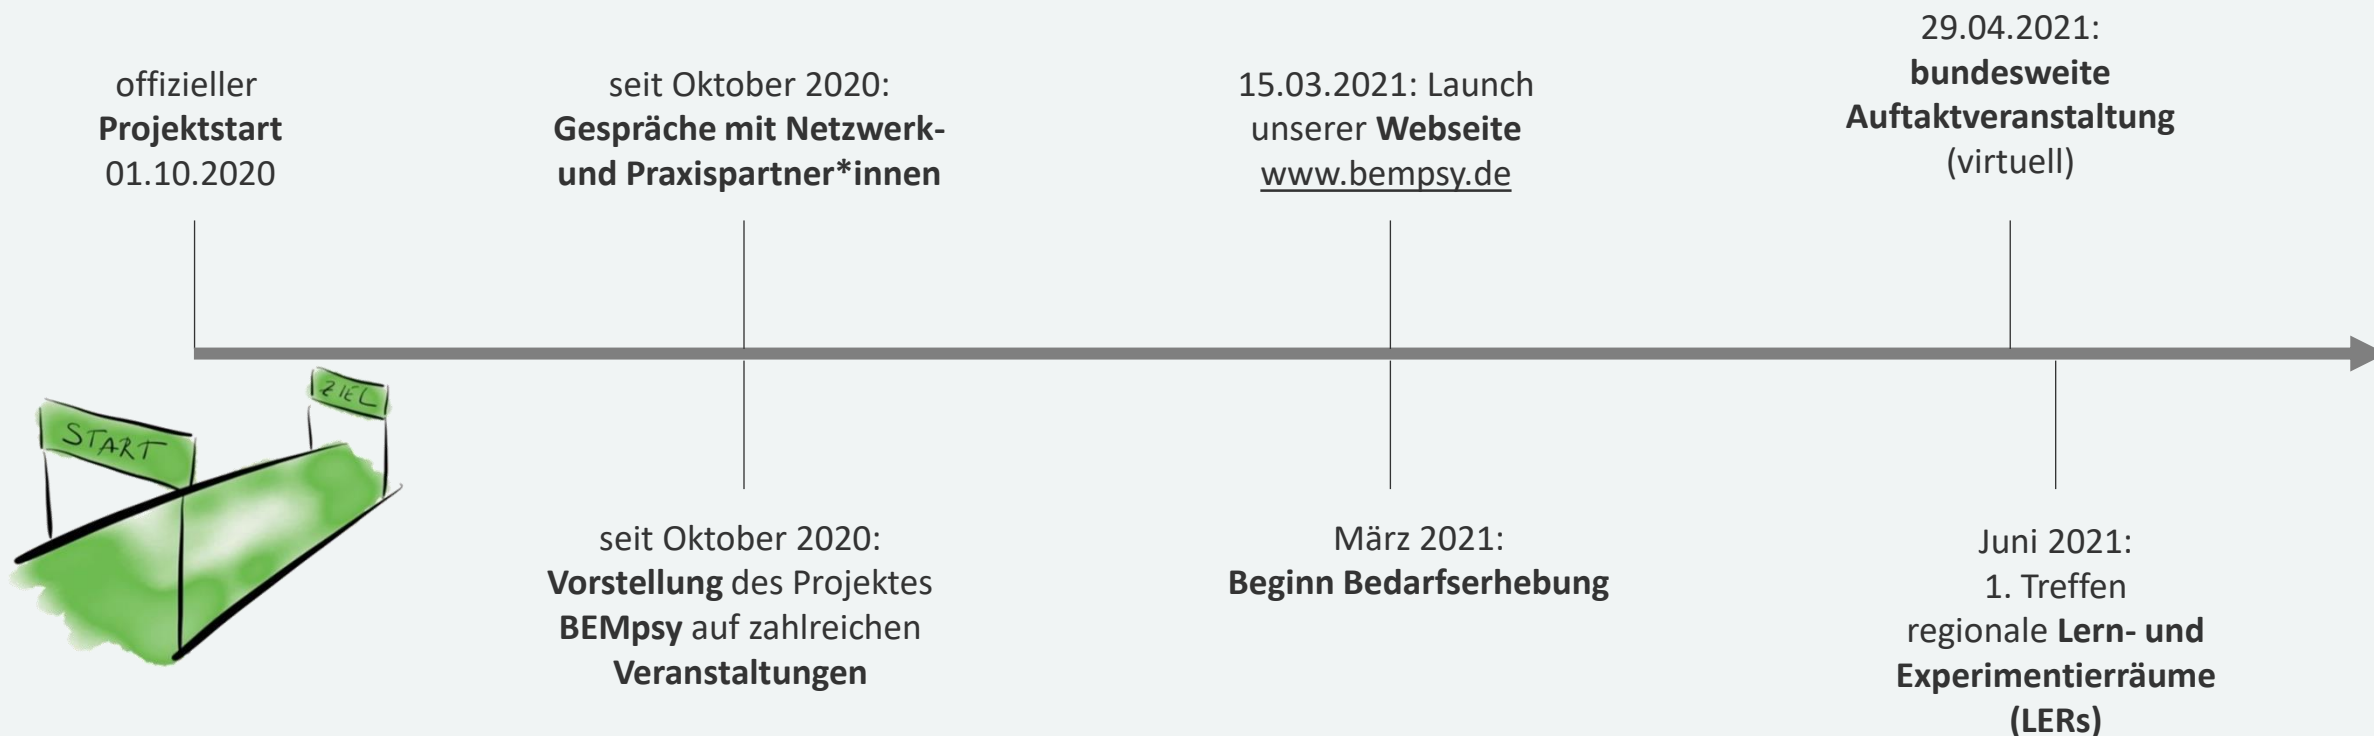 offizieller
Projektstart
01.10.2020
seit Oktober 2020:
Gespräche mit Netzwerk-
und Praxispartner*innen
15.03.2021: Launch
unserer Webseite
www.bempsy.de
29.04.2021:
bundesweite
Auftaktveranstaltung
(virtuell)
START
ZIEL
seit Oktober 2020:
Vorstellung des Projektes
BEMpsy auf zahlreichen
Veranstaltungen
März 2021:
Beginn Bedarfserhebung
Juni 2021:
1. Treffen
regionale Lern- und
Experimentierräume
(LERs)